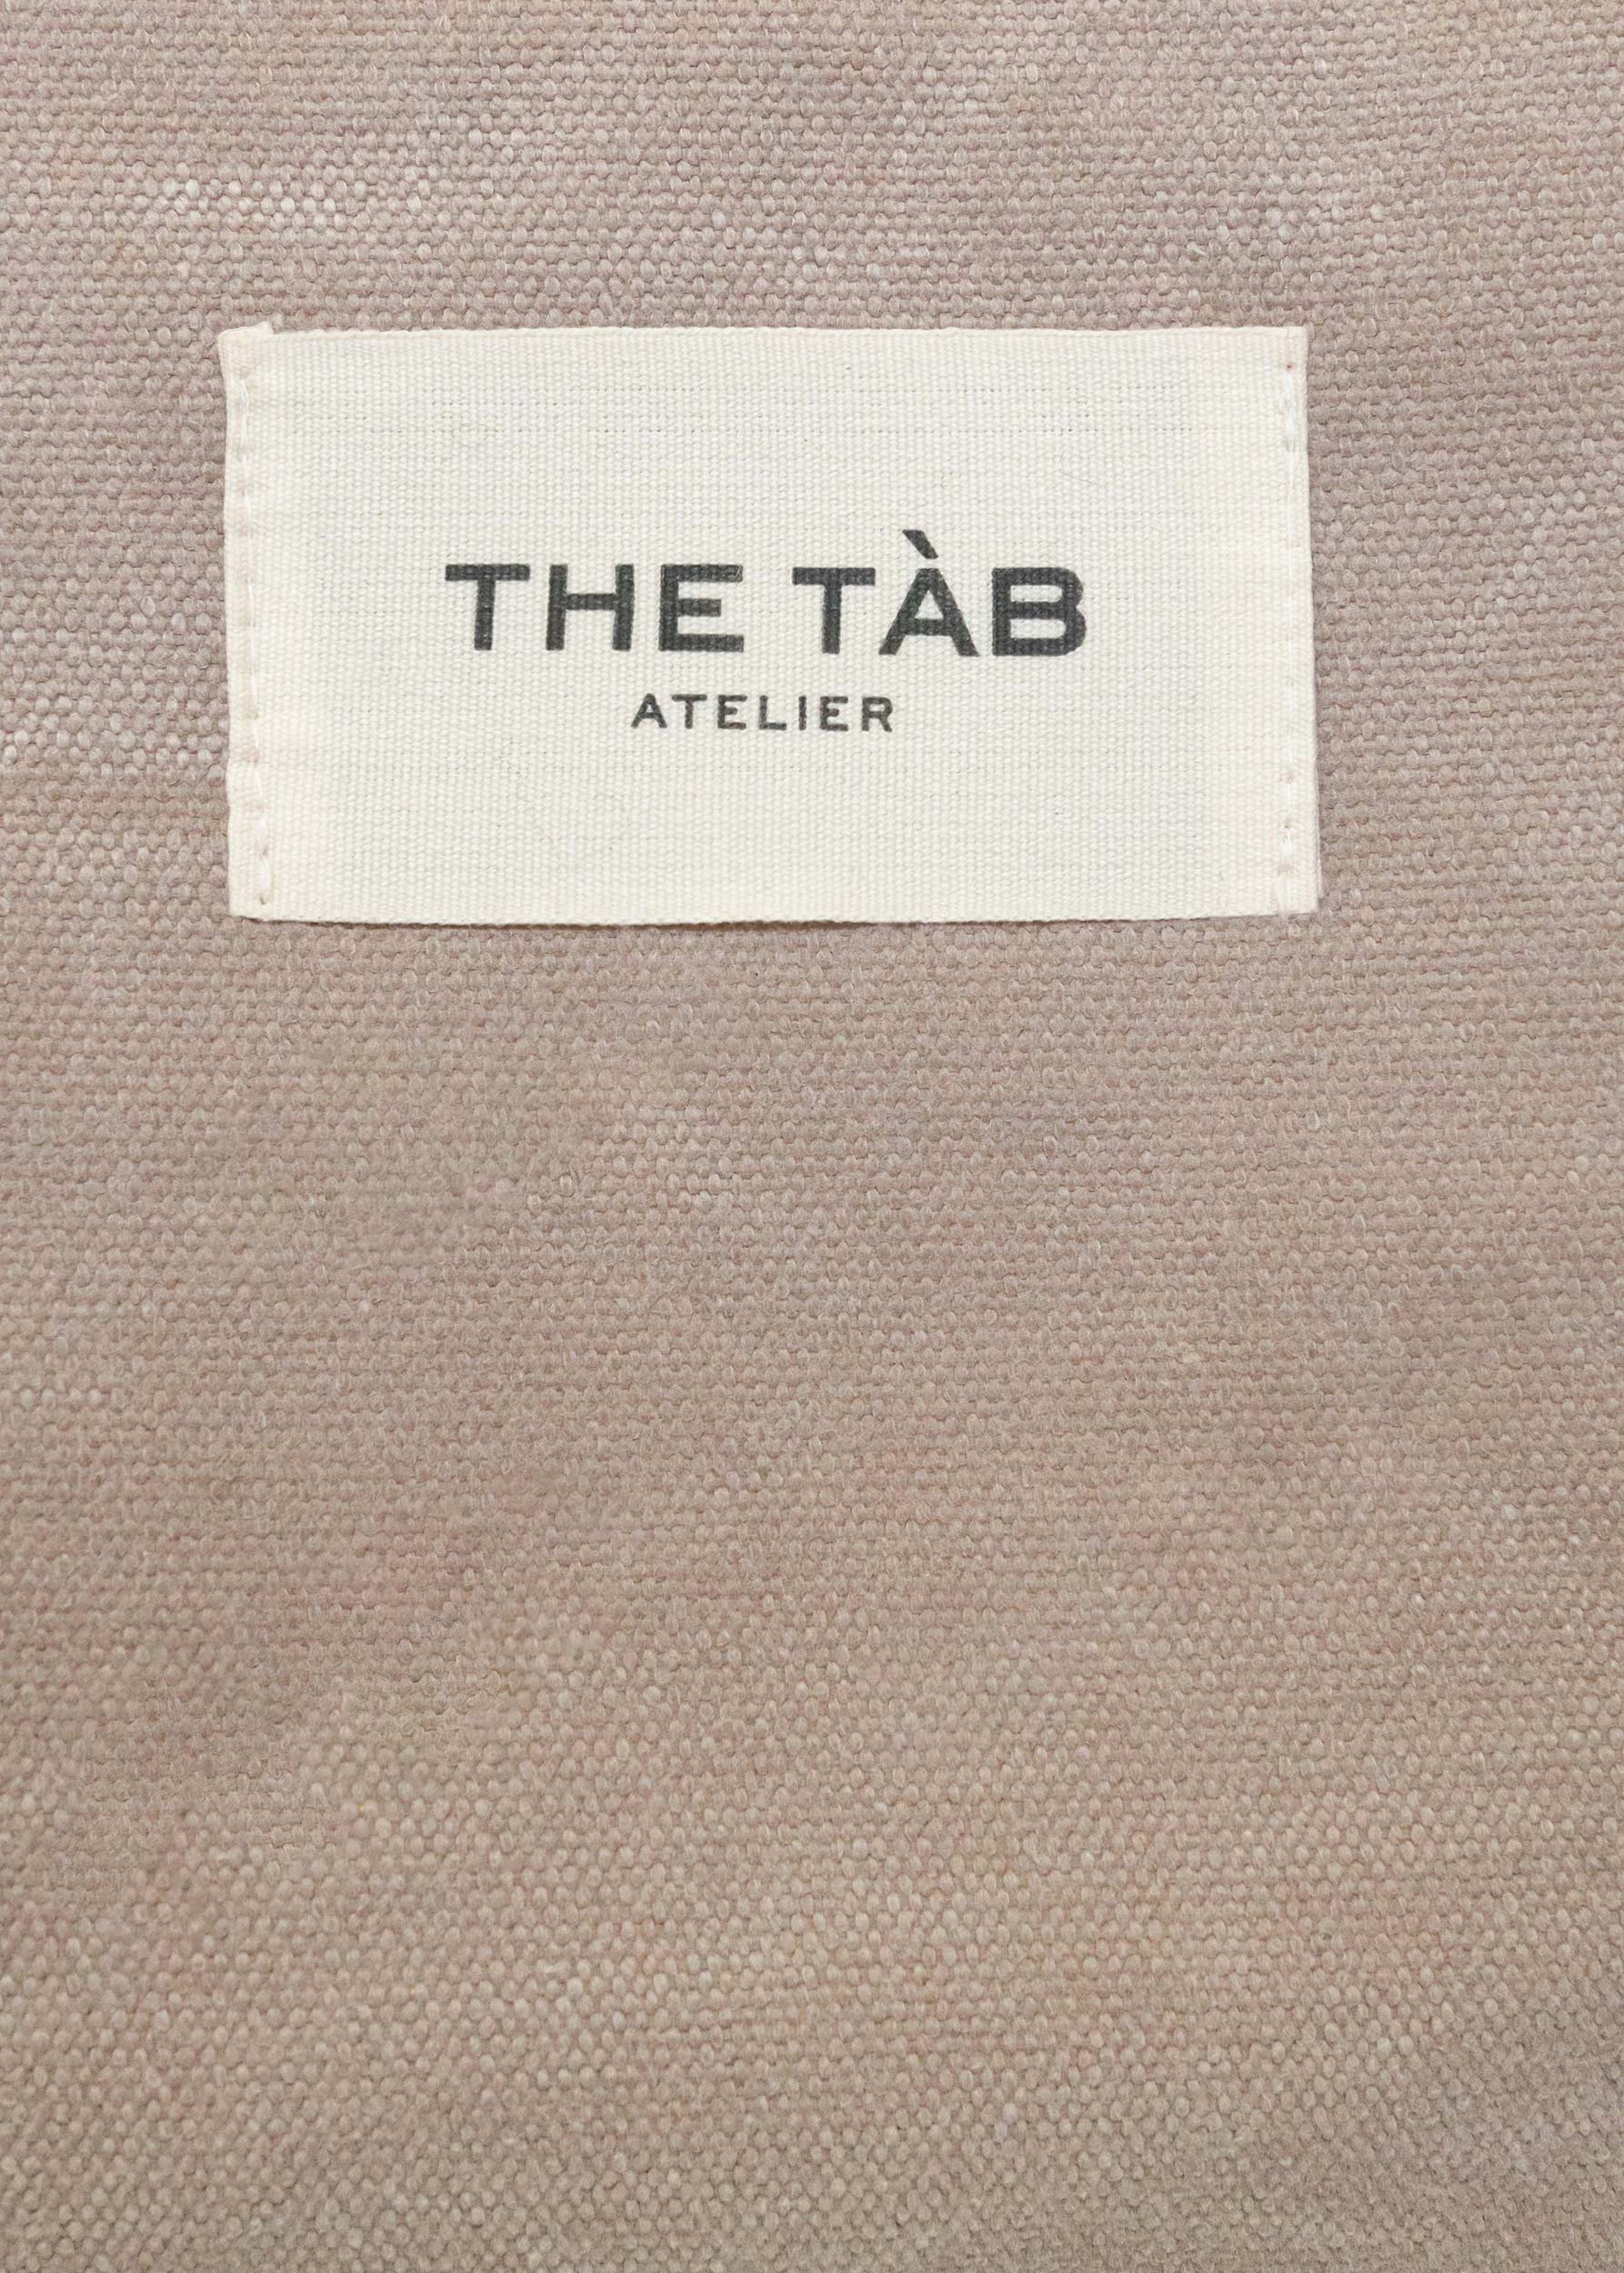 THE TÀB
ATELIER